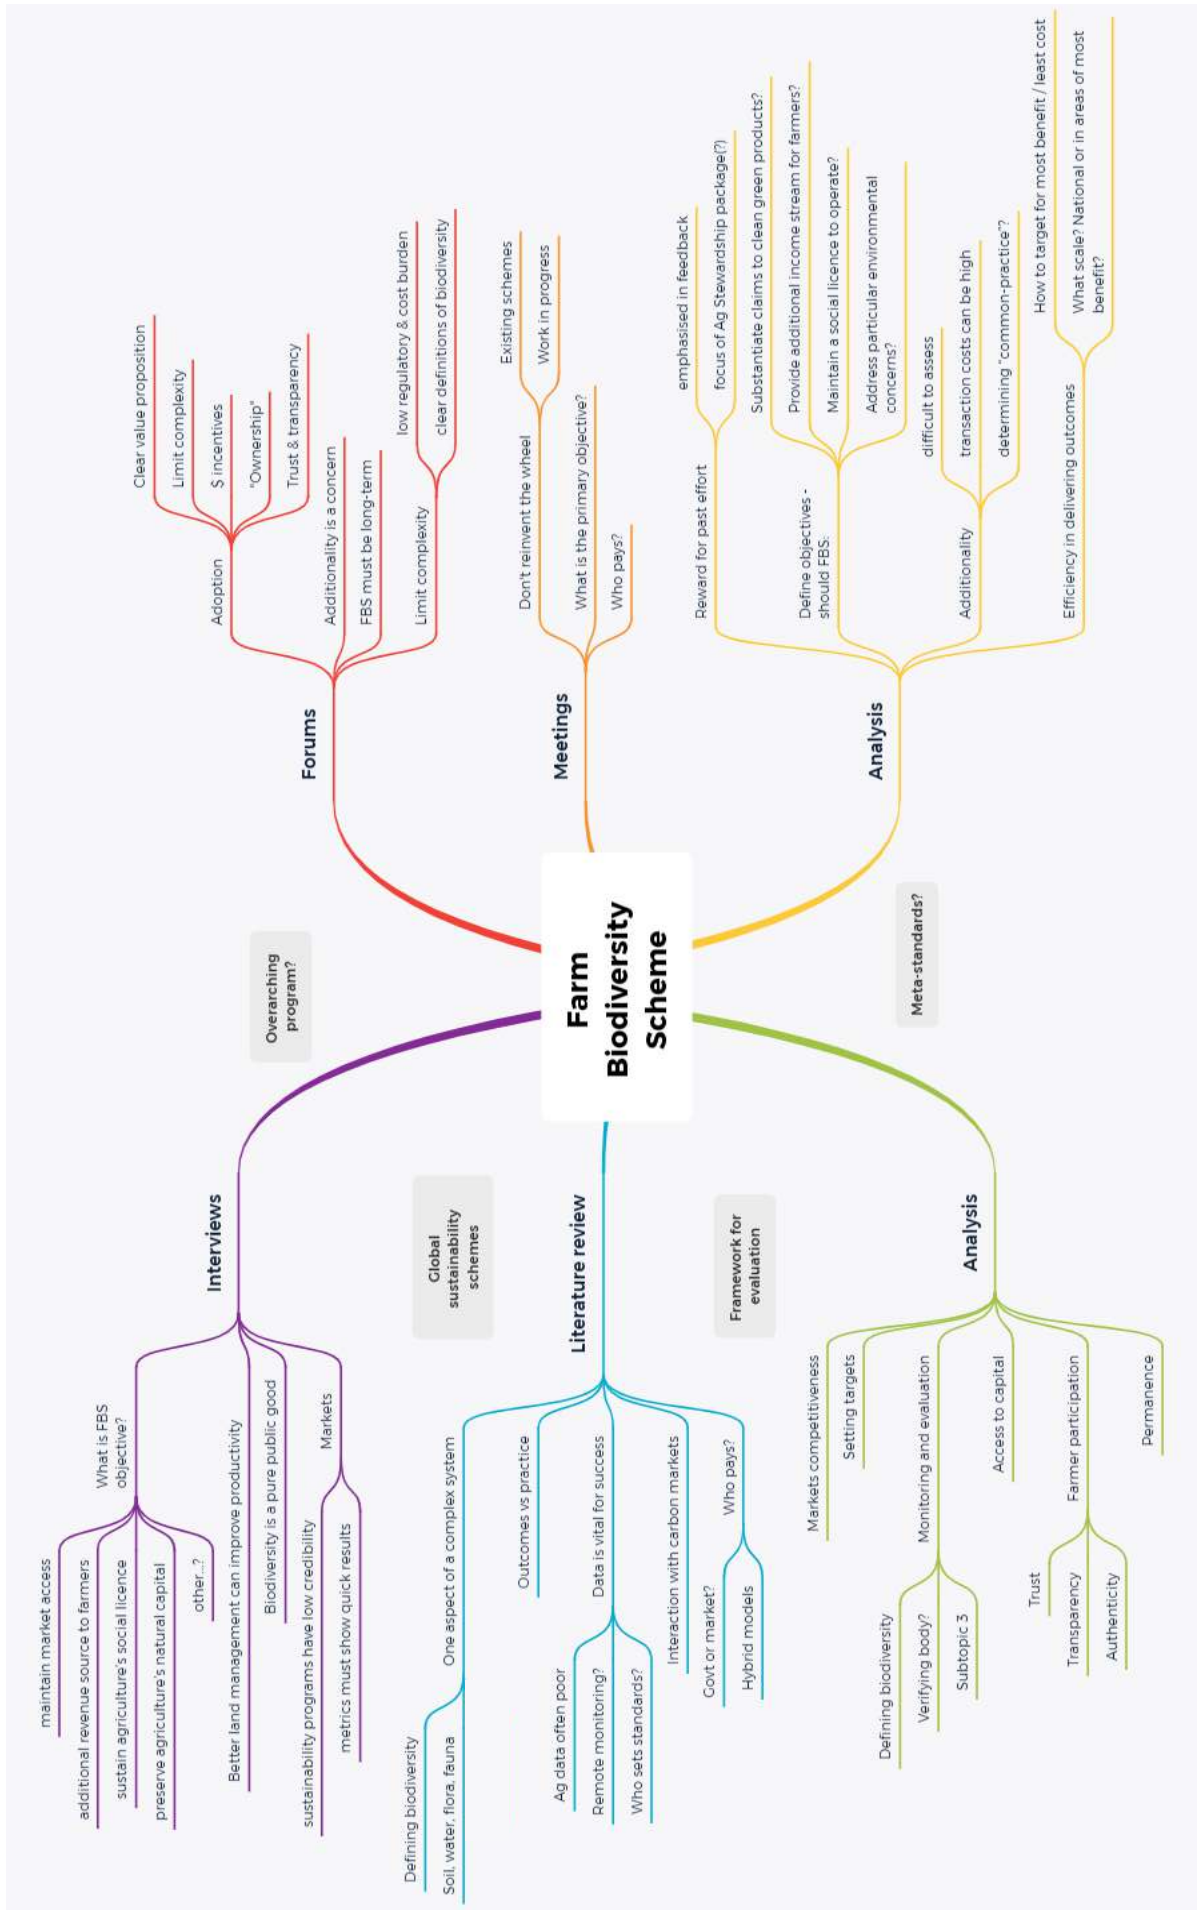 Farm
Biodiversity
Scheme
Overarching
program?
Global
sustainability
schemes
Framework for
evaluation
Meta-standards?
Interviews
What is FBS
objective?
maintain market access
additional revenue source to farmers
sustain agriculture's social licence
preserve agriculture's natural capital
other...?
Better land management can improve productivity
Biodiversity is a pure public good
Markets
sustainability programs have low credibility
metrics must show quick results
Literature review
One aspect of a complex system
Defining biodiversity
Soil, water, flora, fauna
Outcomes vs practice
Data is vital for success
Ag data often poor
Remote monitoring?
Who sets standards?
Interaction with carbon markets
Who pays?
Govt or market?
Hybrid models
Analysis
Markets competitiveness
Setting targets
Monitoring and evaluation
Defining biodiversity
Verifying body?
Subtopic 3
Access to capital
Farmer participation
Trust
Transparency
Authenticity
Permanence
Forums
Adoption
Clear value proposition
Limit complexity
$ incentives
"Ownership"
Trust & transparency
Additionality is a concern
FBS must be long-term
Limit complexity
low regulatory & cost burden
clear definitions of biodiversity
Meetings
Don't reinvent the wheel
Existing schemes
Work in progress
What is the primary objective?
Who pays?
Analysis
Reward for past effort
emphasised in feedback
focus of Ag Stewardship package(?)
Define objectives -
should FBS:
Substantiate claims to clean green products?
Provide additional income stream for farmers?
Maintain a social licence to operate?
Address particular environmental
concerns?
Additionality
difficult to assess
transaction costs can be high
determining "common-practice"?
Efficiency in delivering outcomes
How to target for most benefit / least cost
What scale? National or in areas of most
benefit?